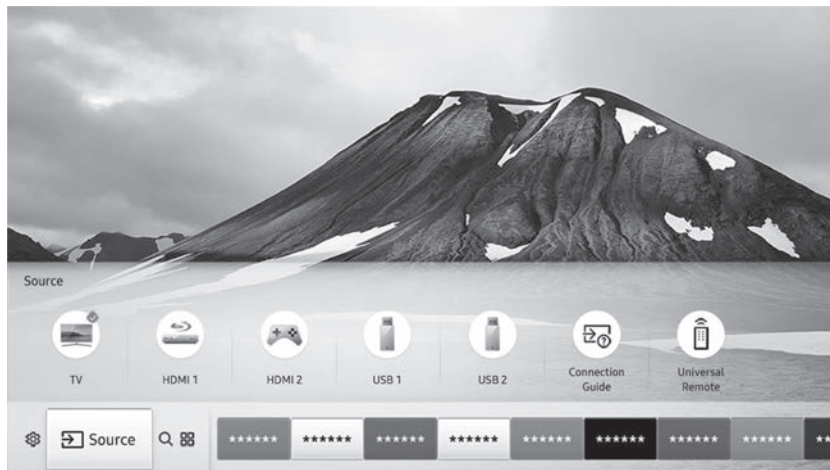 Source
TV
HDMI 1
HDMI 2
USB 1
USB 2
Connection
Guide
Universal
Remote
Source
****** ****** ****** ****** ****** ****** ****** ****** **